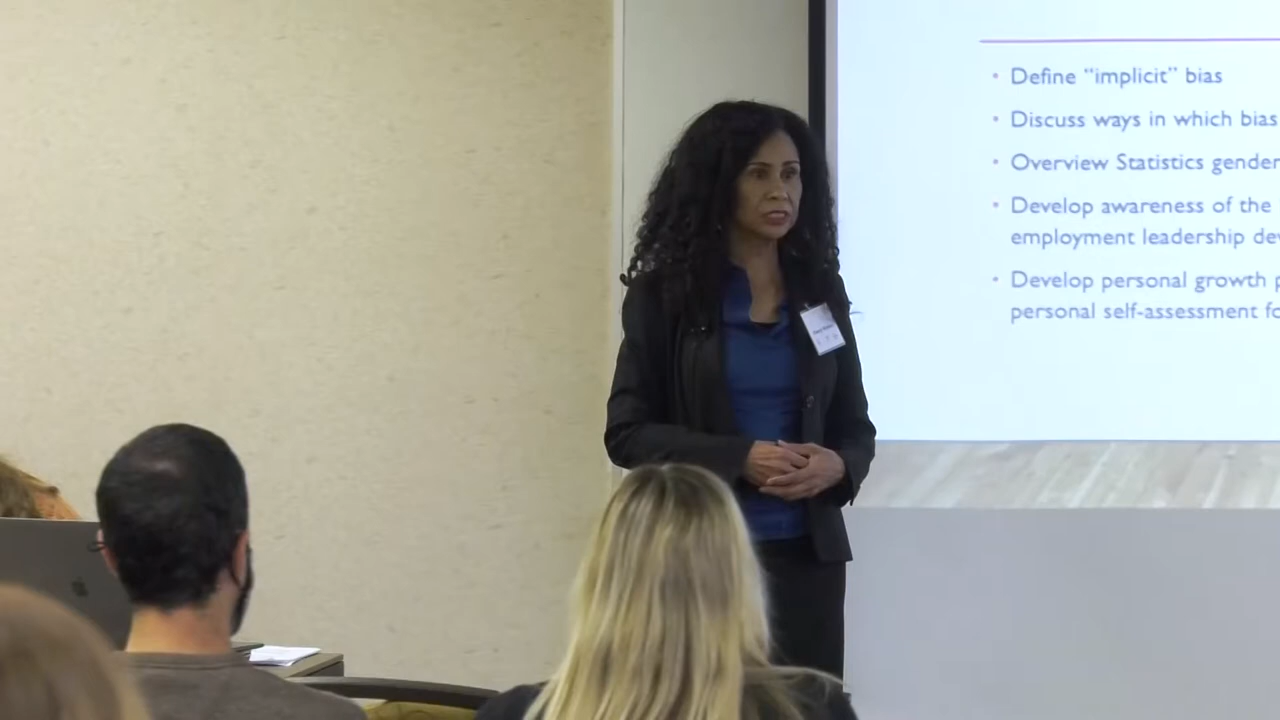 • Define “implicit” bias
• Discuss ways in which bias
• Overview Statistics gender
• Develop awareness of the
employment leadership dev
• Develop personal growth p
personal self-assessment fo